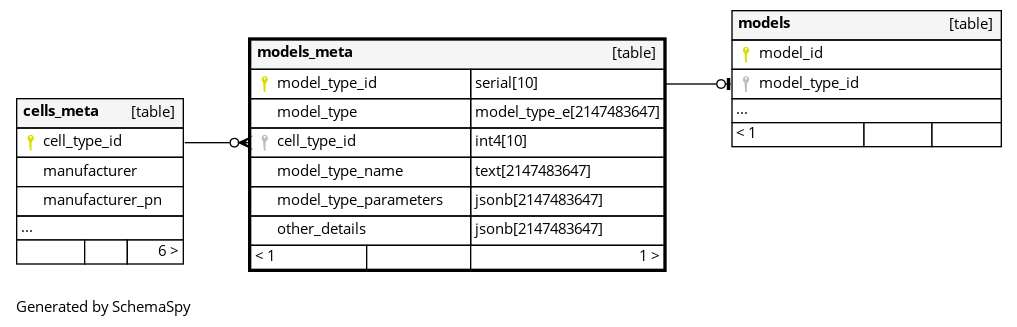 models [table]
model_id
model_type_id
...
< 1
models_meta [table]
model_type_id serial[10]
model_type model_type_e[2147483647]
cell_type_id int4[10]
model_type_name text[2147483647]
model_type_parameters jsonb[2147483647]
other_details jsonb[2147483647]
< 1 1 >
cells_meta [table]
cell_type_id
manufacturer
manufacturer_pn
...
6 >
Generated by SchemaSpy